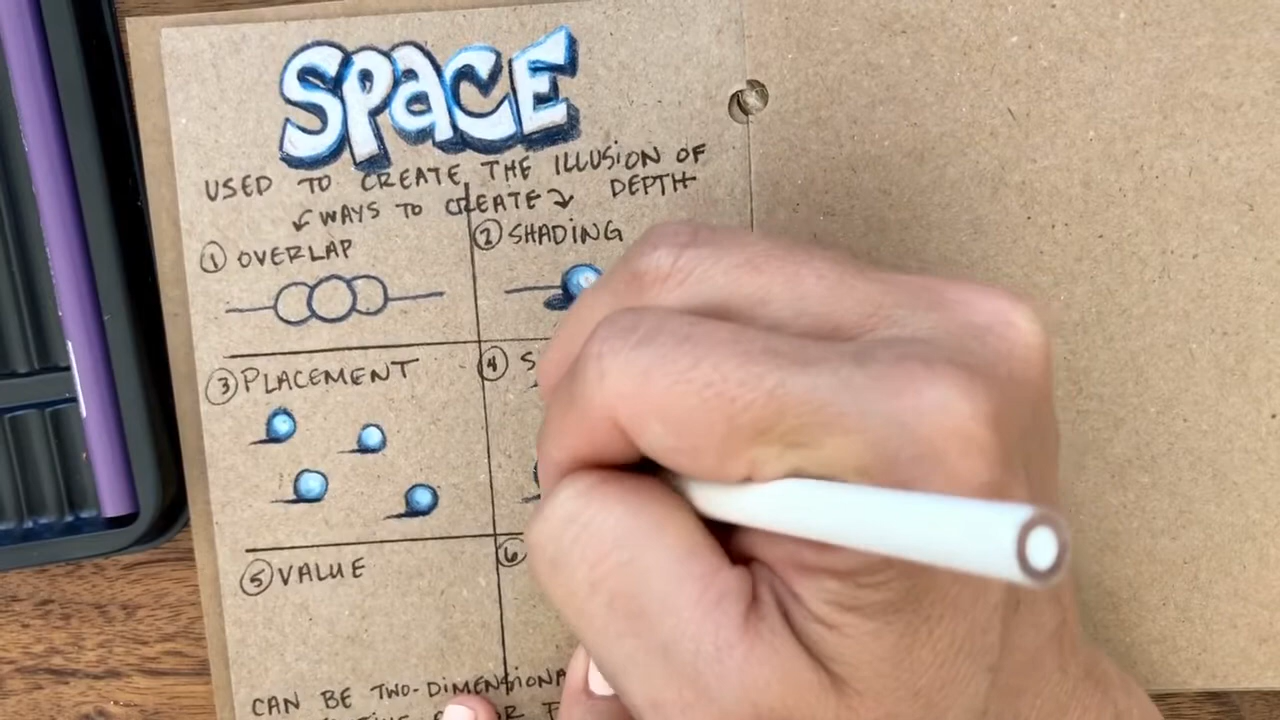 SPACE
USED TO CREATE THE ILLUSION OF
DEPTH
WAYS TO CREATE
① OVERLAP
② SHADING
③ PLACEMENT
④ S
⑤ VALUE
⑥
CAN BE TWO-DIMENSIONA